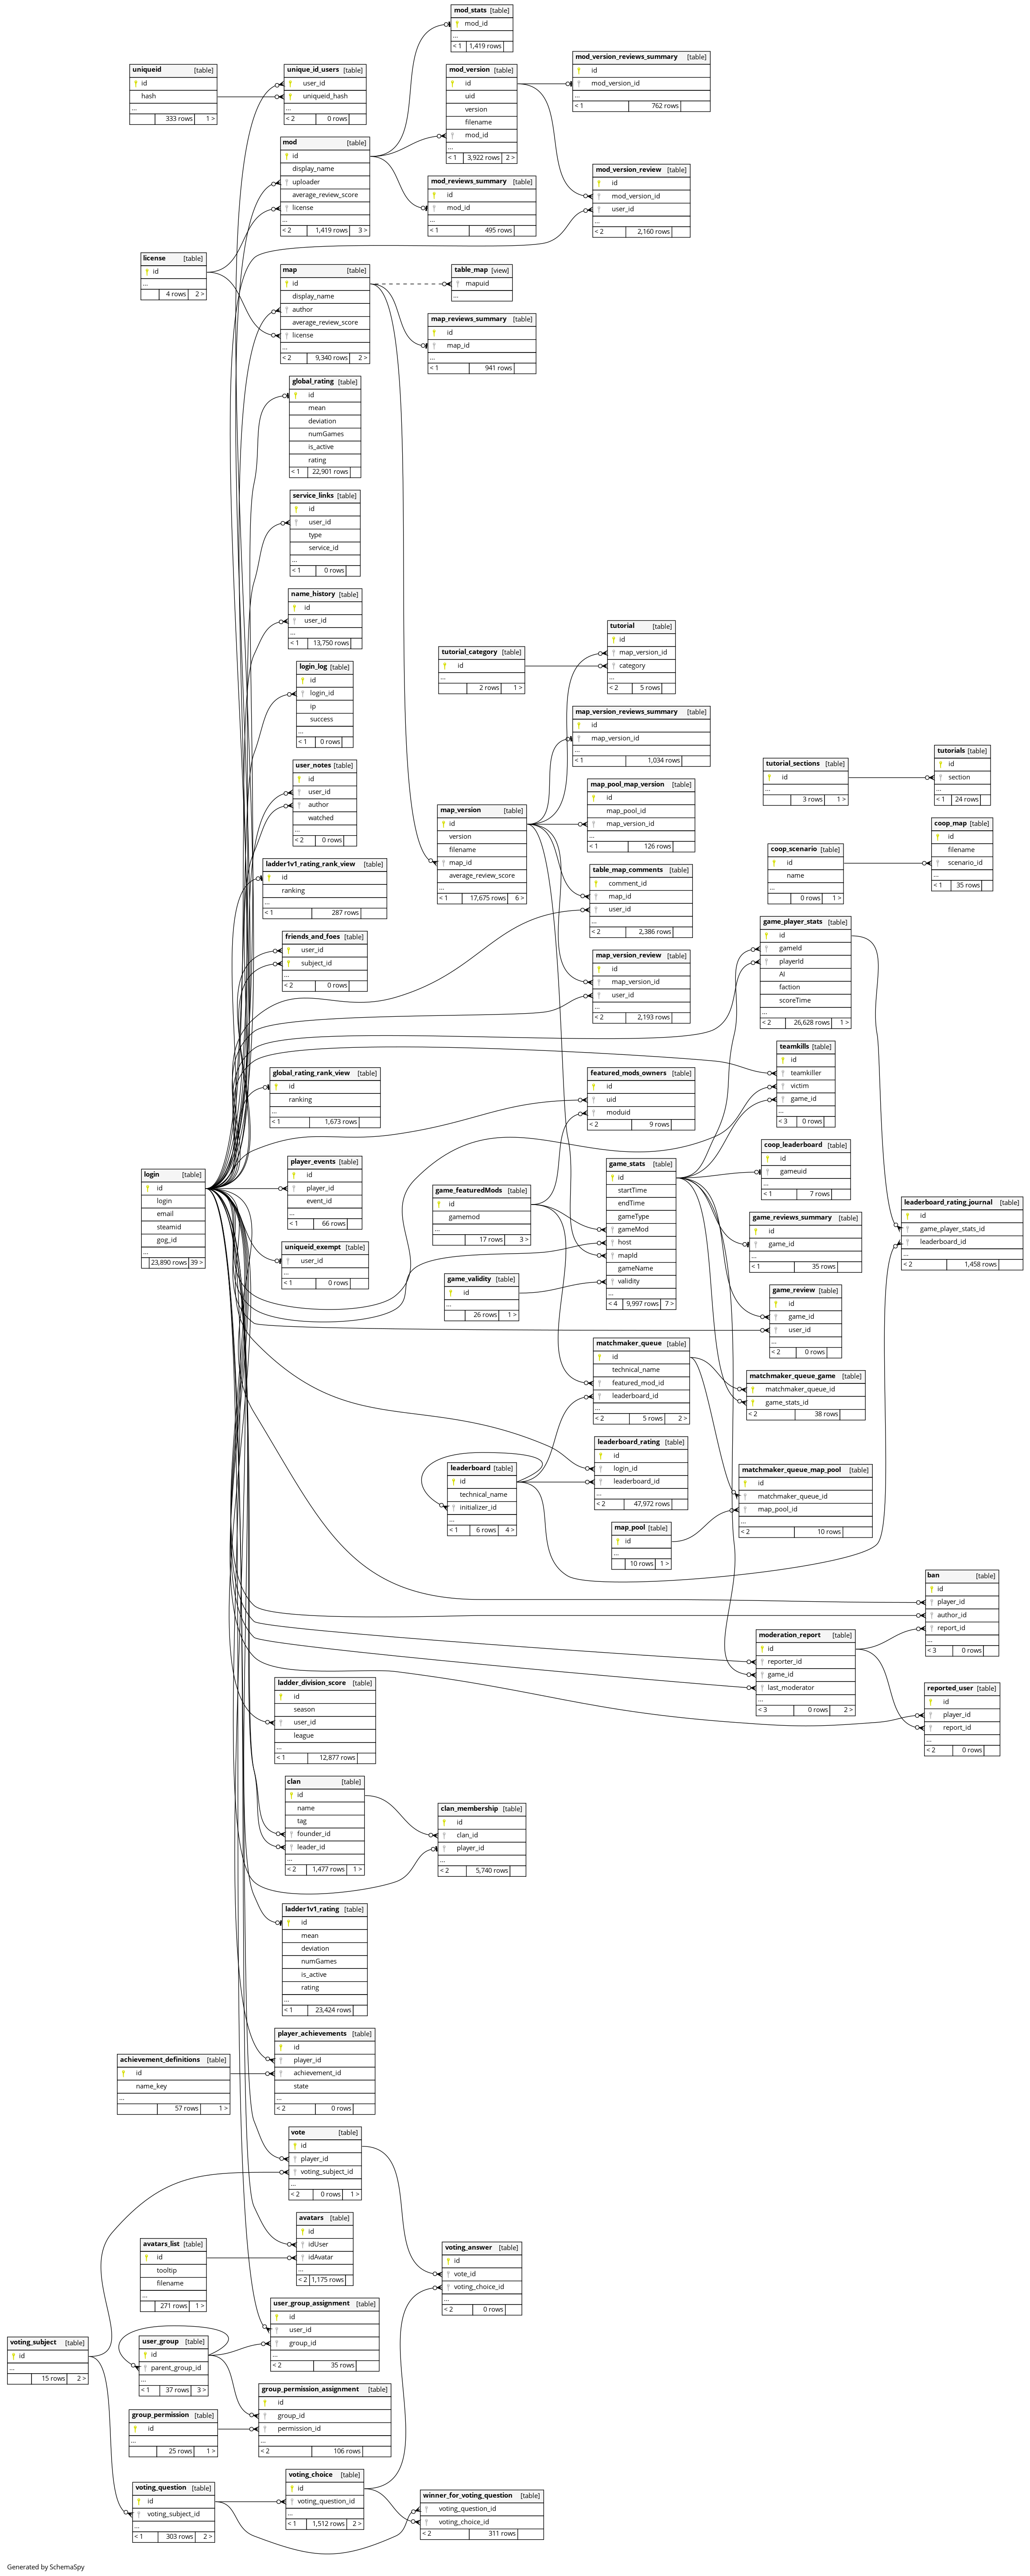 mod_stats [table]
mod_id
...
< 1 1,419 rows
uniqueid [table]
id
hash
...
333 rows 1 >
unique_id_users [table]
user_id
uniqueid_hash
...
< 2 0 rows
mod_version [table]
id
uid
version
filename
mod_id
...
< 1 3,922 rows 2 >
mod_version_reviews_summary [table]
id
mod_version_id
...
< 1 762 rows
mod [table]
id
display_name
uploader
average_review_score
license
...
< 2 1,419 rows 3 >
mod_reviews_summary [table]
id
mod_id
...
< 1 495 rows
mod_version_review [table]
id
mod_version_id
user_id
...
< 2 2,160 rows
license [table]
id
...
4 rows 2 >
map [table]
id
display_name
author
average_review_score
license
...
< 2 9,340 rows 2 >
table_map [view]
mapuid
...
map_reviews_summary [table]
id
map_id
...
< 1 941 rows
global_rating [table]
id
mean
deviation
numGames
is_active
rating
< 1 22,901 rows
service_links [table]
id
user_id
type
service_id
...
< 1 0 rows
name_history [table]
id
user_id
...
< 1 13,750 rows
login_log [table]
id
login_id
ip
success
...
< 1 0 rows
tutorial_category [table]
id
...
2 rows 1 >
tutorial [table]
id
map_version_id
category
...
< 2 5 rows
map_version_reviews_summary [table]
id
map_version_id
...
< 1 1,034 rows
user_notes [table]
id
user_id
author
watched
...
< 2 0 rows
map_version [table]
id
version
filename
map_id
average_review_score
...
< 1 17,675 rows 6 >
map_pool_map_version [table]
id
map_pool_id
map_version_id
...
< 1 126 rows
tutorial_sections [table]
id
...
3 rows 1 >
tutorials [table]
id
section
...
< 1 24 rows
ladder1v1_rating_rank_view [table]
id
ranking
...
< 1 287 rows
table_map_comments [table]
comment_id
map_id
user_id
...
< 2 2,386 rows
coop_scenario [table]
id
name
...
0 rows 1 >
coop_map [table]
id
filename
scenario_id
...
< 1 35 rows
friends_and_foes [table]
user_id
subject_id
...
< 2 0 rows
map_version_review [table]
id
map_version_id
user_id
...
< 2 2,193 rows
game_player_stats [table]
id
gameId
playerId
AI
faction
scoreTime
...
< 2 26,628 rows 1 >
global_rating_rank_view [table]
id
ranking
...
< 1 1,673 rows
featured_mods_owners [table]
id
uid
moduid
< 2 9 rows
teamkills [table]
id
teamkiller
victim
game_id
...
< 3 0 rows
login [table]
id
login
email
steamid
gog_id
...
23,890 rows 39 >
player_events [table]
id
player_id
event_id
...
< 1 66 rows
game_featuredMods [table]
id
gamemod
...
17 rows 3 >
game_stats [table]
id
startTime
endTime
gameType
gameMod
host
mapId
gameName
validity
...
< 4 9,997 rows 7 >
coop_leaderboard [table]
id
gameuid
...
< 1 7 rows
game_reviews_summary [table]
id
game_id
...
< 1 35 rows
leaderboard_rating_journal [table]
id
game_player_stats_id
leaderboard_id
...
< 2 1,458 rows
uniqueid_exempt [table]
user_id
...
< 1 0 rows
game_validity [table]
id
...
26 rows 1 >
game_review [table]
id
game_id
user_id
...
< 2 0 rows
matchmaker_queue [table]
id
technical_name
featured_mod_id
leaderboard_id
...
< 2 5 rows 2 >
matchmaker_queue_game [table]
matchmaker_queue_id
game_stats_id
< 2 38 rows
leaderboard [table]
id
technical_name
initializer_id
...
< 1 6 rows 4 >
leaderboard_rating [table]
id
login_id
leaderboard_id
...
< 2 47,972 rows
matchmaker_queue_map_pool [table]
id
matchmaker_queue_id
map_pool_id
...
< 2 10 rows
map_pool [table]
id
...
10 rows 1 >
ban [table]
id
player_id
author_id
report_id
...
< 3 0 rows
moderation_report [table]
id
reporter_id
game_id
last_moderator
...
< 3 0 rows 2 >
reported_user [table]
id
player_id
report_id
...
< 2 0 rows
ladder_division_score [table]
id
season
user_id
league
...
< 1 12,877 rows
clan [table]
id
name
tag
founder_id
leader_id
...
< 2 1,477 rows 1 >
clan_membership [table]
id
clan_id
player_id
...
< 2 5,740 rows
ladder1v1_rating [table]
id
mean
deviation
numGames
is_active
rating
...
< 1 23,424 rows
achievement_definitions [table]
id
name_key
...
57 rows 1 >
player_achievements [table]
id
player_id
achievement_id
state
...
< 2 0 rows
vote [table]
id
player_id
voting_subject_id
...
< 2 0 rows 1 >
avatars_list [table]
id
tooltip
filename
...
271 rows 1 >
avatars [table]
id
idUser
idAvatar
...
< 2 1,175 rows
voting_answer [table]
id
vote_id
voting_choice_id
...
< 2 0 rows
user_group_assignment [table]
id
user_id
group_id
...
< 2 35 rows
voting_subject [table]
id
...
15 rows 2 >
user_group [table]
id
parent_group_id
...
< 1 37 rows 3 >
group_permission_assignment [table]
id
group_id
permission_id
...
< 2 106 rows
group_permission [table]
id
...
25 rows 1 >
voting_question [table]
id
voting_subject_id
...
< 1 303 rows 2 >
voting_choice [table]
id
voting_question_id
...
< 1 1,512 rows 2 >
winner_for_voting_question [table]
voting_question_id
voting_choice_id
< 2 311 rows
Generated by SchemaSpy